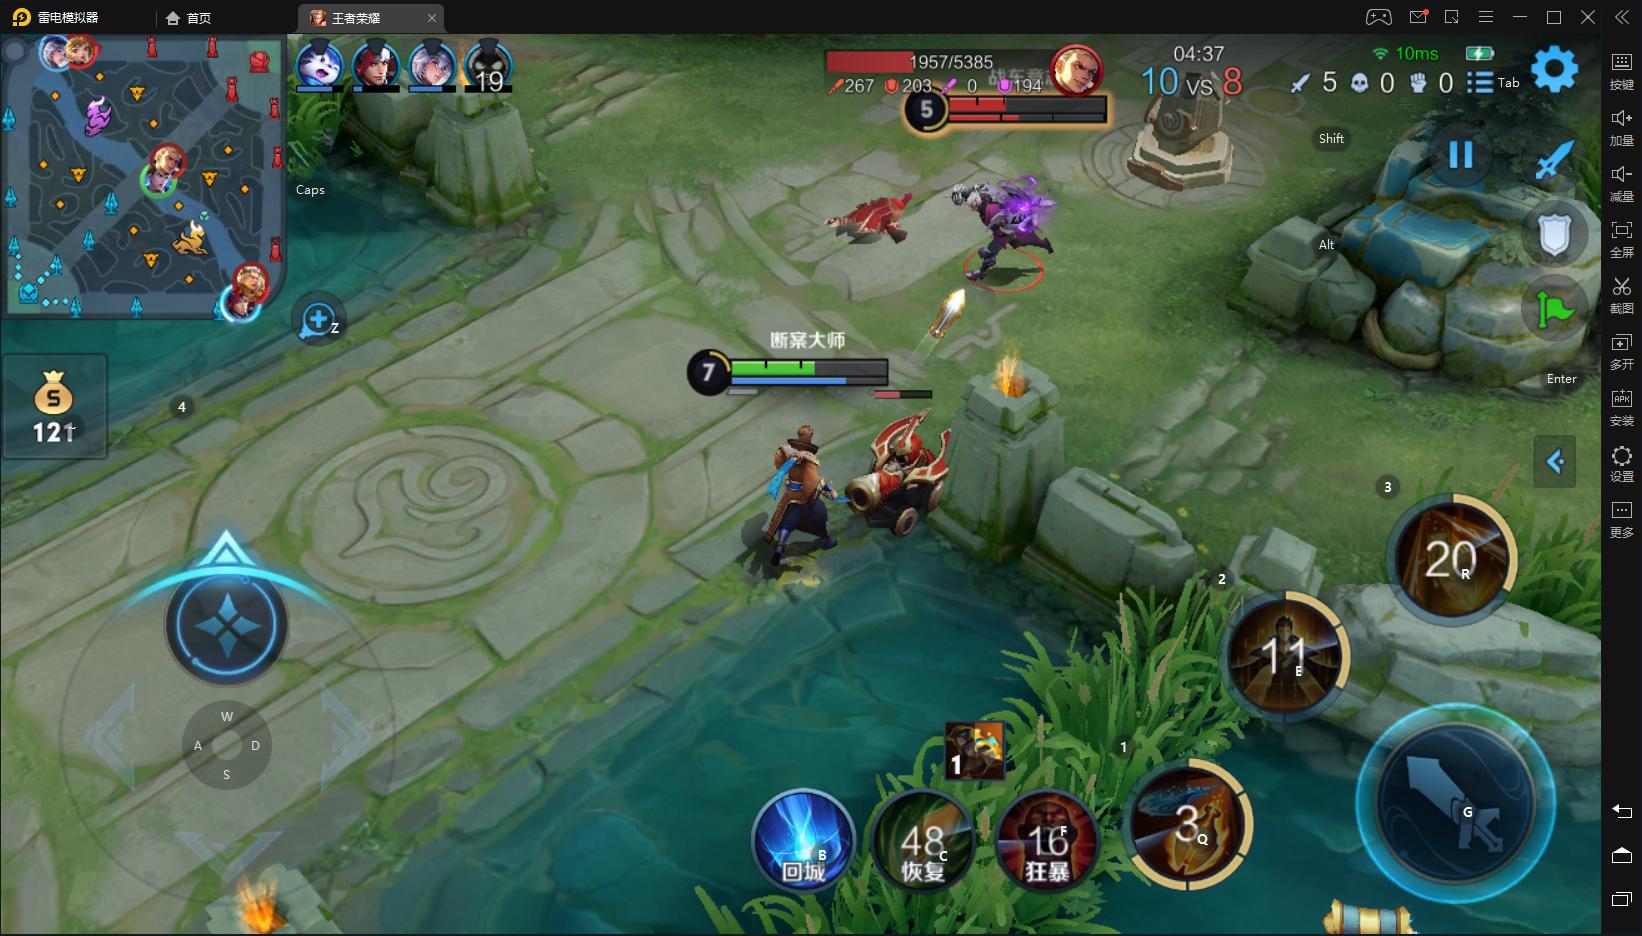 雷电模拟器
首页
王者荣耀
19
1957/5385
267 203 0 194
5
04:37
10 VS 8
10ms
5 0 0
Tab
Shift
Caps
Alt
Z
Enter
121
4
断案大师
7
3
20
R
2
11
E
W
A D
S
1
1
3
Q
G
B
回城
48
C
恢复
16
F
狂暴
按键
加量
减量
全屏
截图
多开
APK
安装
设置
更多